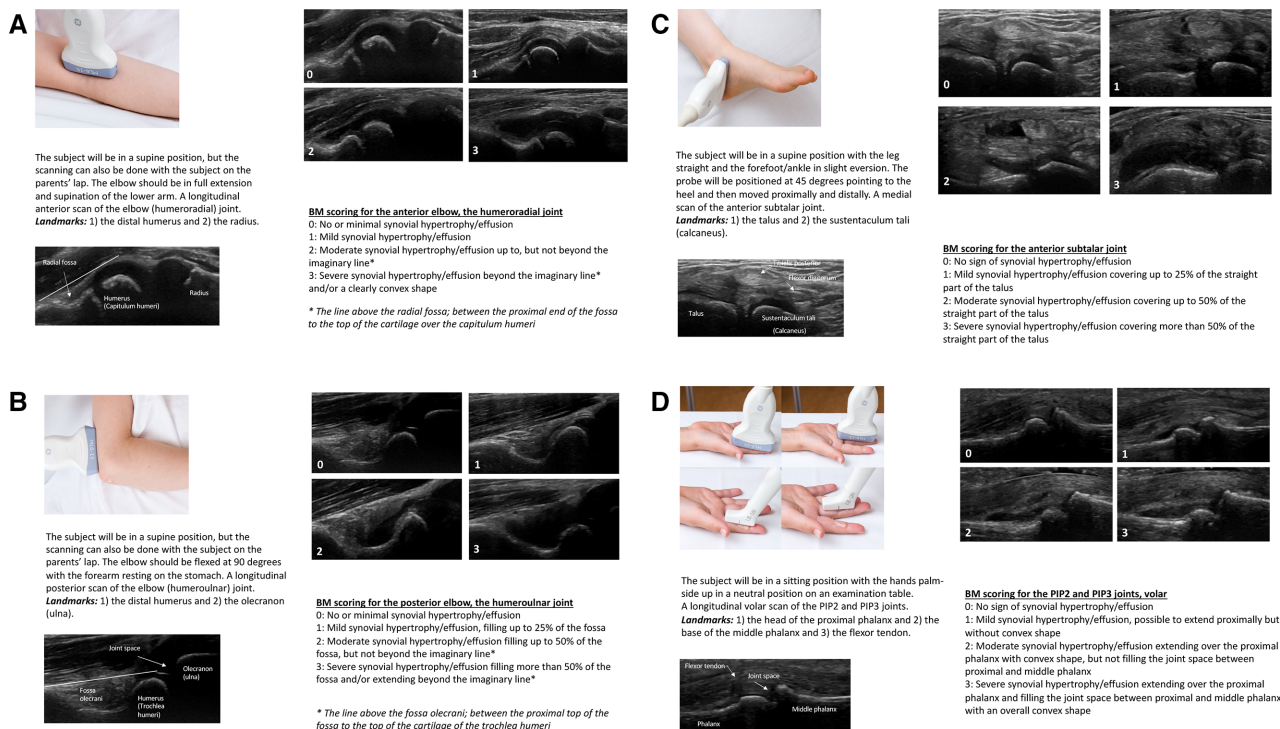 A
0
1
2
3
The subject will be in a supine position, but the
scanning can also be done with the subject on the
parents' lap. The elbow should be in full extension
and supination of the lower arm. A longitudinal
anterior scan of the elbow (humeroradial) joint.
Landmarks: 1) the distal humerus and 2) the radius.
Radial fossa
Humerus
(Capitulum humeri)
Radius
BM scoring for the anterior elbow, the humeroradial joint
0: No or minimal synovial hypertrophy/effusion
1: Mild synovial hypertrophy/effusion
2: Moderate synovial hypertrophy/effusion up to, but not beyond the
imaginary line*
3: Severe synovial hypertrophy/effusion beyond the imaginary line*
and/or a clearly convex shape
* The line above the radial fossa; between the proximal end of the fossa
to the top of the cartilage over the capitulum humeri
B
0
1
2
3
The subject will be in a supine position, but the
scanning can also be done with the subject on the
parents' lap. The elbow should be flexed at 90 degrees
with the forearm resting on the stomach. A longitudinal
posterior scan of the elbow (humeroulnar) joint.
Landmarks: 1) the distal humerus and 2) the olecranon
(ulna).
Joint space
Olecranon
(ulna)
Fossa
olecrani
Humerus
(Trochlea
humeri)
BM scoring for the posterior elbow, the humeroulnar joint
0: No or minimal synovial hypertrophy/effusion
1: Mild synovial hypertrophy/effusion, filling up to 25% of the fossa
2: Moderate synovial hypertrophy/effusion filling up to 50% of the
fossa, but not beyond the imaginary line*
3: Severe synovial hypertrophy/effusion filling more than 50% of the
fossa and/or extending beyond the imaginary line*
* The line above the fossa olecrani; between the proximal top of the
fossa to the top of the cartilage of the trochlea humeri
C
0
1
2
3
The subject will be in a supine position with the leg
straight and the forefoot/ankle in slight eversion. The
probe will be positioned at 45 degrees pointing to the
heel and then moved proximally and distally. A medial
scan of the anterior subtalar joint.
Landmarks: 1) the talus and 2) the sustentaculum tali
(calcaneus).
posterior
Flexor digitorum
Talus
Sustentaculum tali
(Calcaneus)
BM scoring for the anterior subtalar joint
0: No sign of synovial hypertrophy/effusion
1: Mild synovial hypertrophy/effusion covering up to 25% of the straight
part of the talus
2: Moderate synovial hypertrophy/effusion covering up to 50% of the
straight part of the talus
3: Severe synovial hypertrophy/effusion covering more than 50% of the
straight part of the talus
D
0
1
2
3
The subject will be in a sitting position with the hands palm-
side up in a neutral position on an examination table.
A longitudinal volar scan of the PIP2 and PIP3 joints.
Landmarks: 1) the head of the proximal phalanx and 2) the
base of the middle phalanx and 3) the flexor tendon.
Flexor tendon
Joint space
Middle phalanx
Phalanx
BM scoring for the PIP2 and PIP3 joints, volar
0: No sign of synovial hypertrophy/effusion
1: Mild synovial hypertrophy/effusion, possible to extend proximally but
without convex shape
2: Moderate synovial hypertrophy/effusion extending over the proximal
phalanx with convex shape, but not filling the joint space between
proximal and middle phalanx
3: Severe synovial hypertrophy/effusion extending over the proximal
phalanx and filling the joint space between proximal and middle phalanx
with an overall convex shape